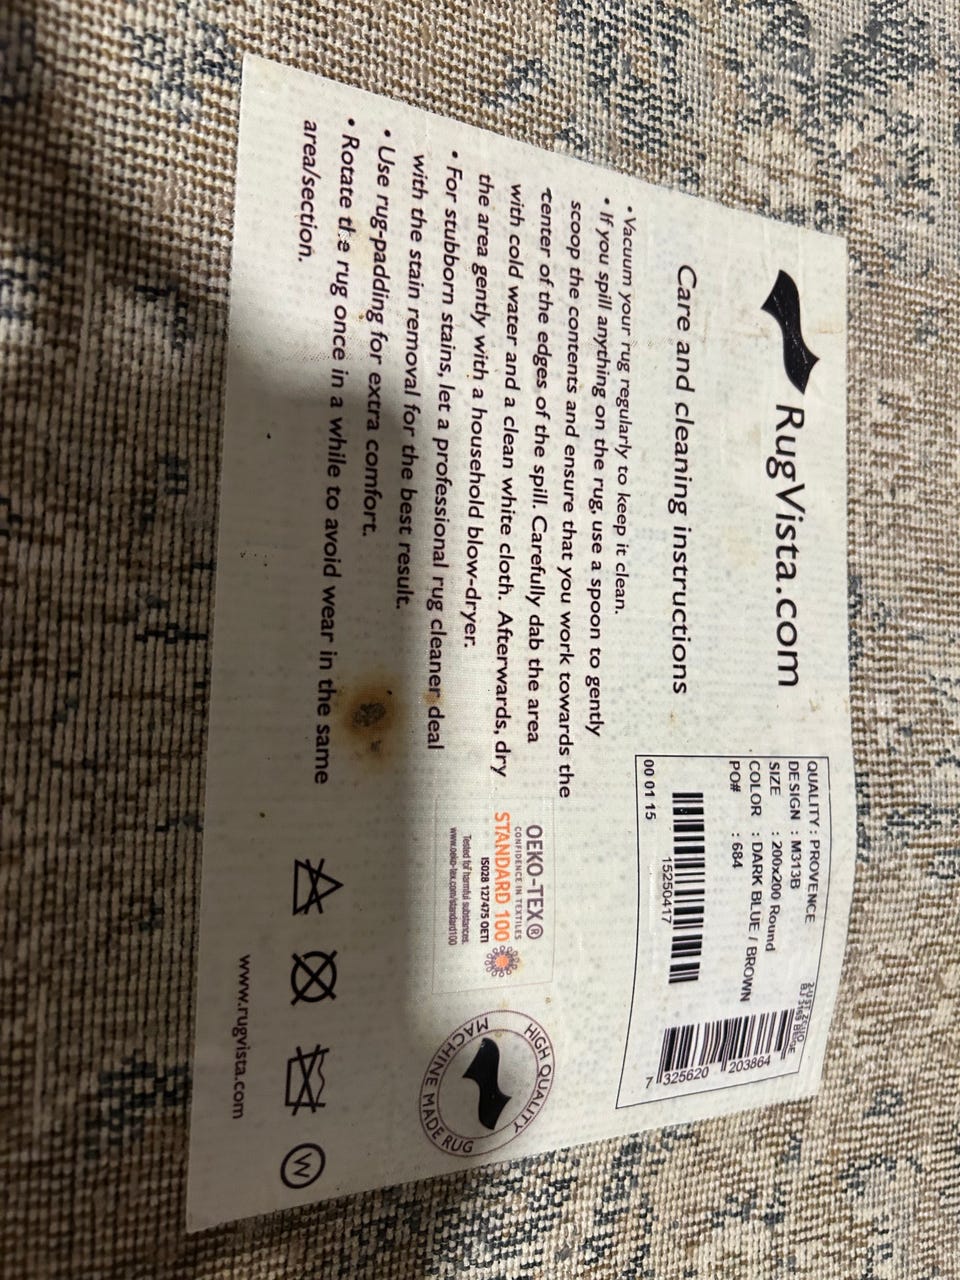 RugVista.com
Care and cleaning instructions
• Vacuum your rug regularly to keep it clean.
• If you spill anything on the rug, use a spoon to gently
scoop the contents and ensure that you work towards the
center of the edges of the spill. Carefully dab the area
with cold water and a clean white cloth. Afterwards, dry
the area gently with a household blow-dryer.
• For stubborn stains, let a professional rug cleaner deal
with the stain removal for the best result.
• Use rug-padding for extra comfort.
• Rotate the rug once in a while to avoid wear in the same
area/section.
QUALITY : PROVENCE
DESIGN : M313B
SIZE : 200x200 Round
COLOR : DARK BLUE / BROWN
PO# : 684
15250417
00 01 15
7 325620 203864
OEKO-TEX®
CONFIDENCE IN TEXTILES
STANDARD 100
IS028 127475 OETI
Tested for harmful substances.
www.oeko-tex.com/standard100
HIGH QUALITY
MACHINE MADE RUG
W
www.rugvista.com